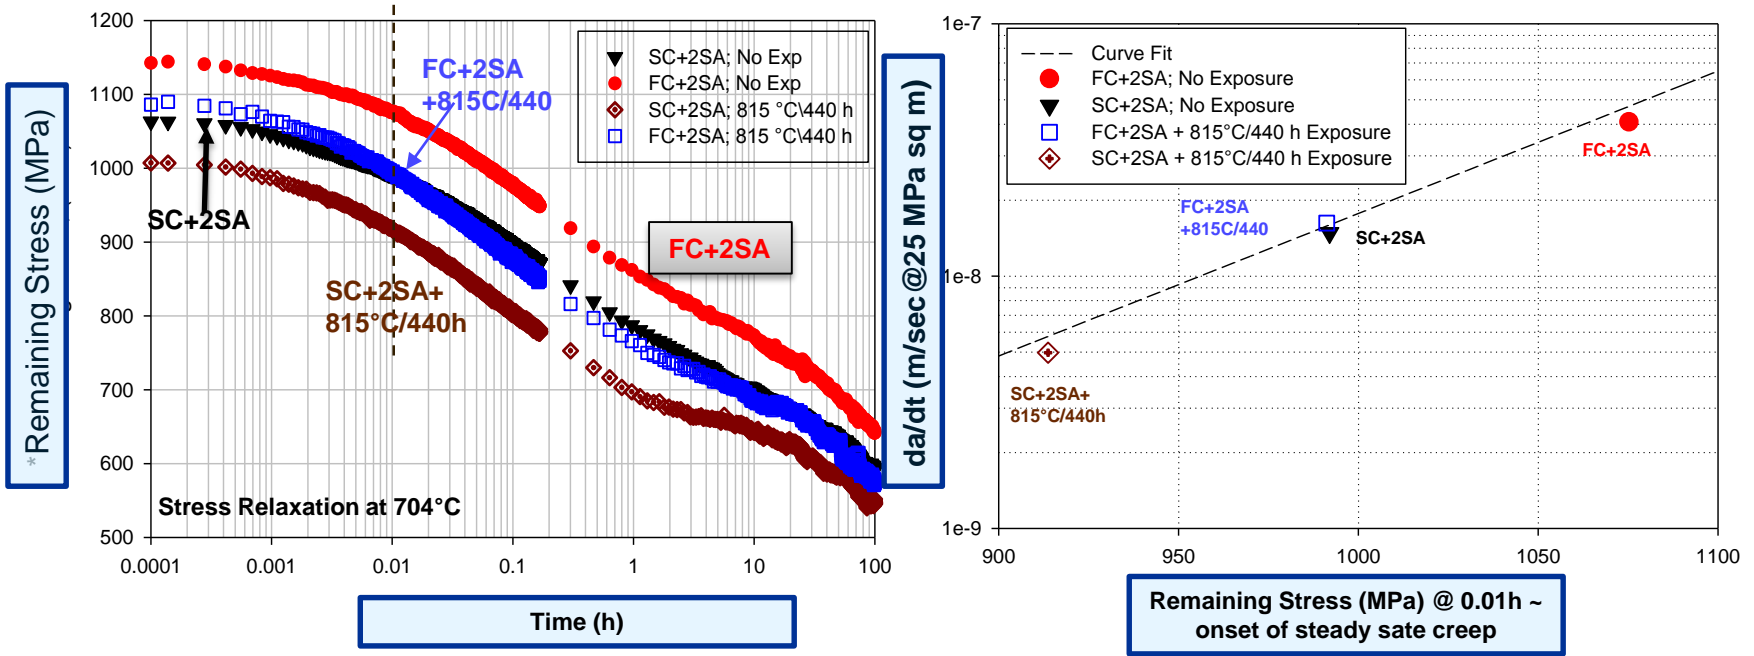 1200
1100
1000
900
800
700
600
500
*Remaining Stress (MPa)
SC+2SA; No Exp
FC+2SA; No Exp
SC+2SA; 815 °C\440 h
FC+2SA; 815 °C\440 h
FC+2SA
+815C/440
SC+2SA
FC+2SA
SC+2SA+
815°C/440h
Stress Relaxation at 704°C
0.0001
0.001
0.01
0.1
1
10
100
Time (h)
da/dt (m/sec@25 MPa sq m)
1e-7
1e-8
1e-9
Curve Fit
FC+2SA; No Exposure
SC+2SA; No Exposure
FC+2SA + 815°C/440 h Exposure
SC+2SA + 815°C/440 h Exposure
FC+2SA
FC+2SA
+815C/440
SC+2SA
SC+2SA+
815°C/440h
900
950
1000
1050
1100
Remaining Stress (MPa) @ 0.01h ~
onset of steady sate creep